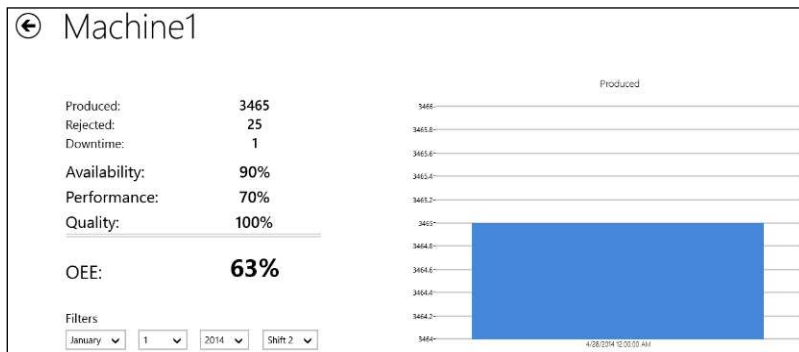 Machine1
Produced: 3465
Rejected: 25
Downtime: 1
Availability: 90%
Performance: 70%
Quality: 100%
OEE: 63%
Filters
January 1 2014 Shift 2
Produced
3466
3465.8
3465.6
3465.4
3465.2
3465
3464.8
3464.6
3464.4
3464.2
3464
4/28/2014 12:00:00 AM